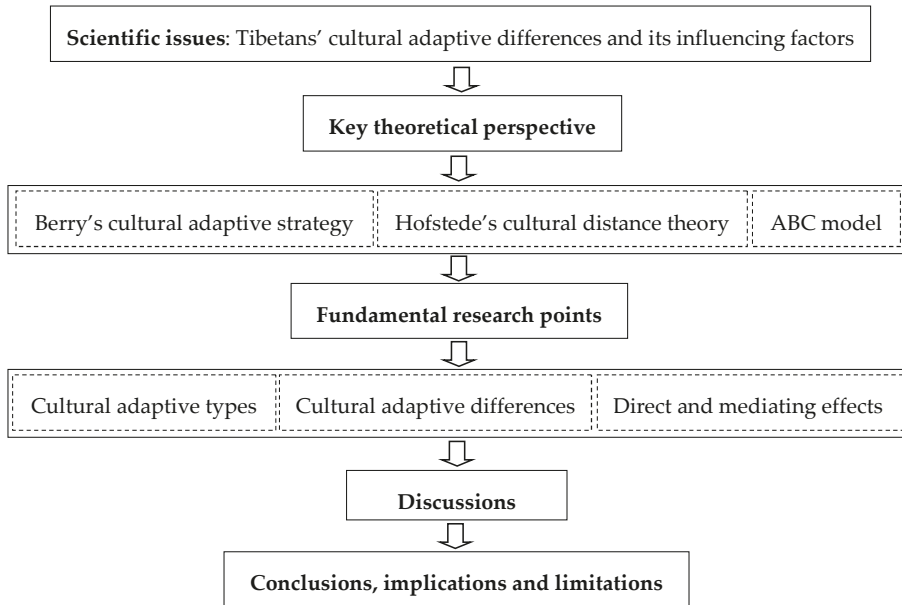 Scientific issues: Tibetans’ cultural adaptive differences and its influencing factors
Key theoretical perspective
Berry’s cultural adaptive strategy
Hofstede’s cultural distance theory
ABC model
Fundamental research points
Cultural adaptive types
Cultural adaptive differences
Direct and mediating effects
Discussions
Conclusions, implications and limitations